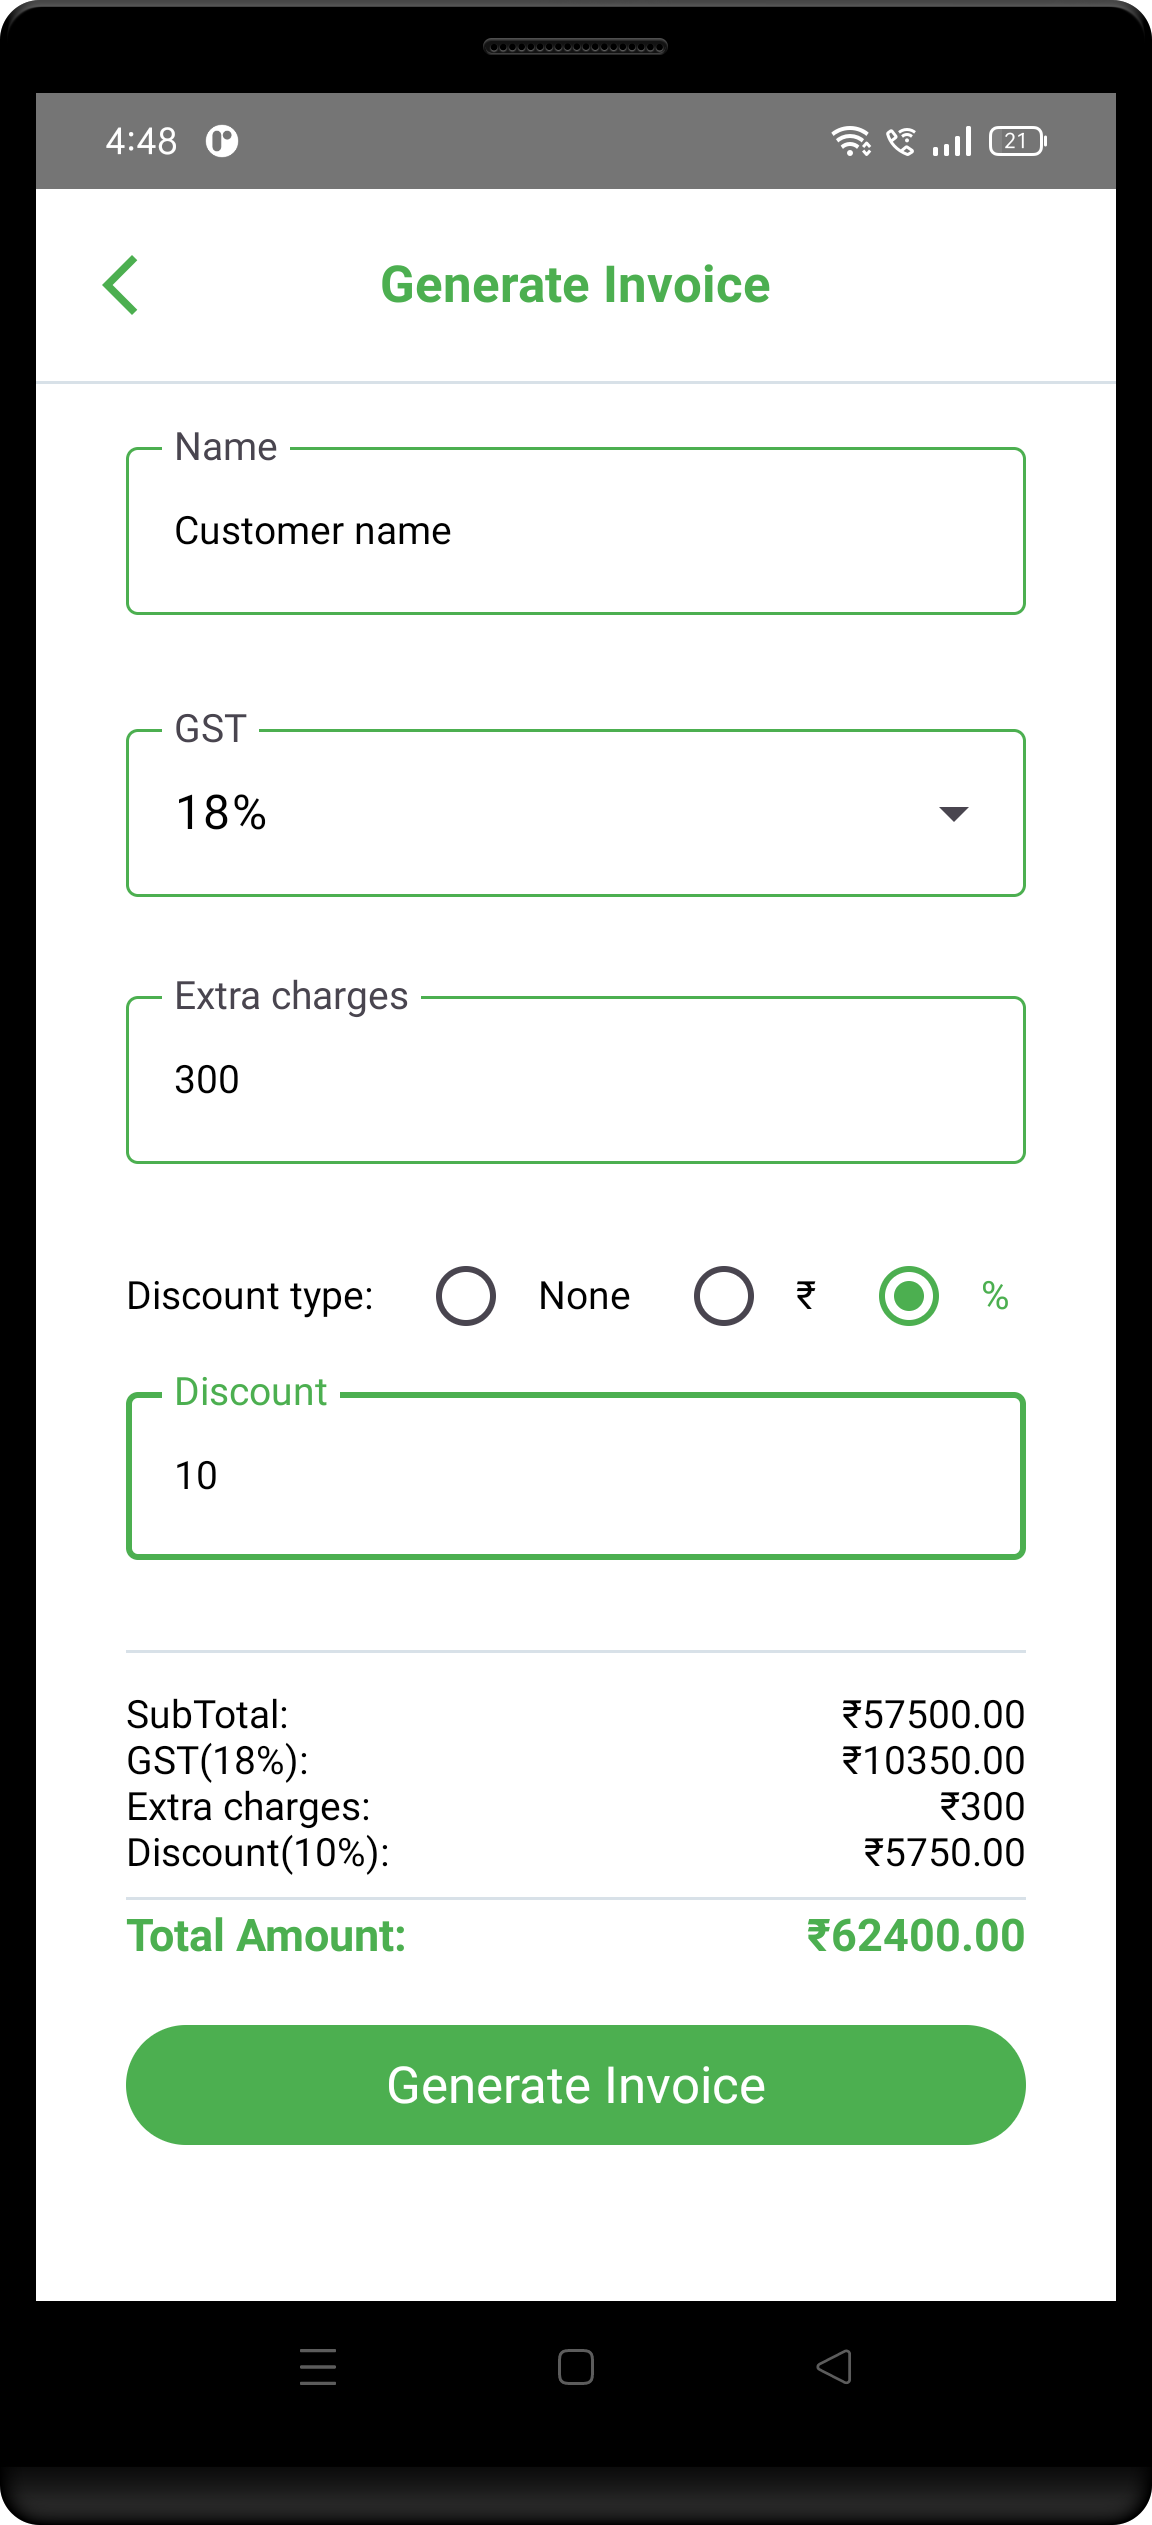 4:48
21
Generate Invoice
Name
Customer name
GST
18%
Extra charges
300
Discount type: None ₹ %
Discount
10
SubTotal: ₹57500.00
GST(18%): ₹10350.00
Extra charges: ₹300
Discount(10%): ₹5750.00
Total Amount: ₹62400.00
Generate Invoice